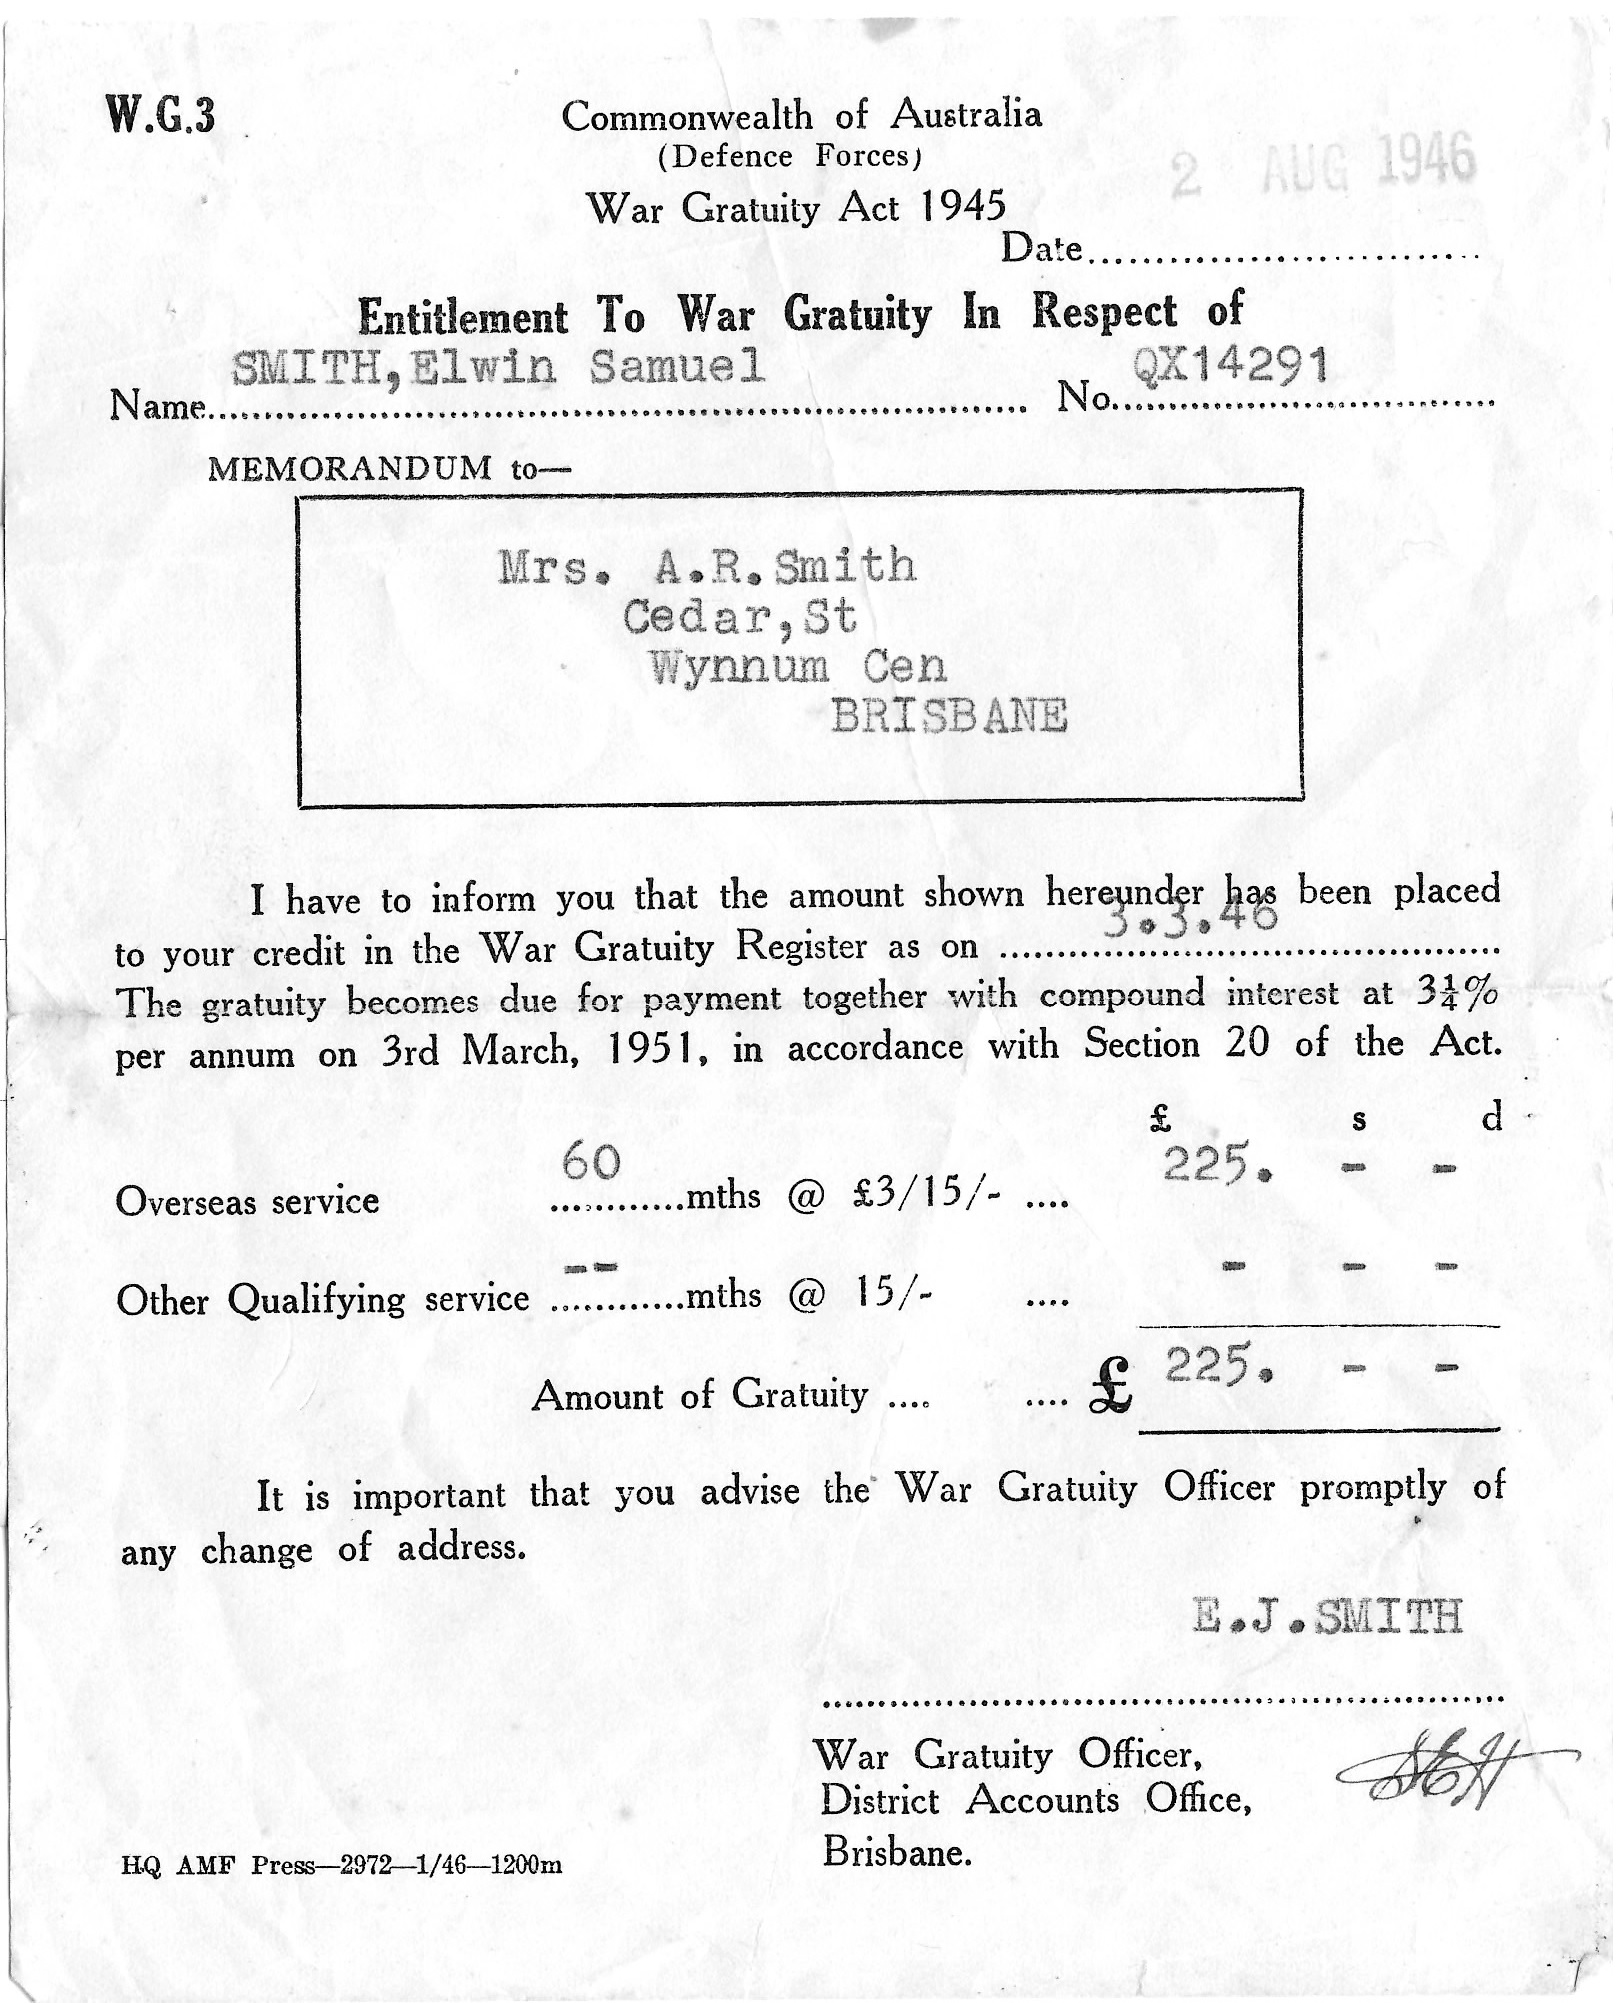 W.G.3
Commonwealth of Australia
(Defence Forces)
2 AUG 1946
War Gratuity Act 1945
Date..............................
Entitlement To War Gratuity In Respect of
SMITH,Elwin Samuel QX14291
Name.................................................................... No..................................
MEMORANDUM to—
Mrs. A.R.Smith
Cedar,St
Wynnum Cen
BRISBANE
I have to inform you that the amount shown hereunder has been placed
3.3.46
to your credit in the War Gratuity Register as on ............................................
The gratuity becomes due for payment together with compound interest at 3¼%
per annum on 3rd March, 1951, in accordance with Section 20 of the Act.
£ s d
60 225. - -
Overseas service ............mths @ £3/15/- ....
-- - - -
Other Qualifying service ............mths @ 15/- ....
225. - -
Amount of Gratuity .... .... £
It is important that you advise the War Gratuity Officer promptly of
any change of address.
E.J.SMITH
............................................................
War Gratuity Officer,
District Accounts Office,
Brisbane.
HQ AMF Press—2972—1/46—1200m